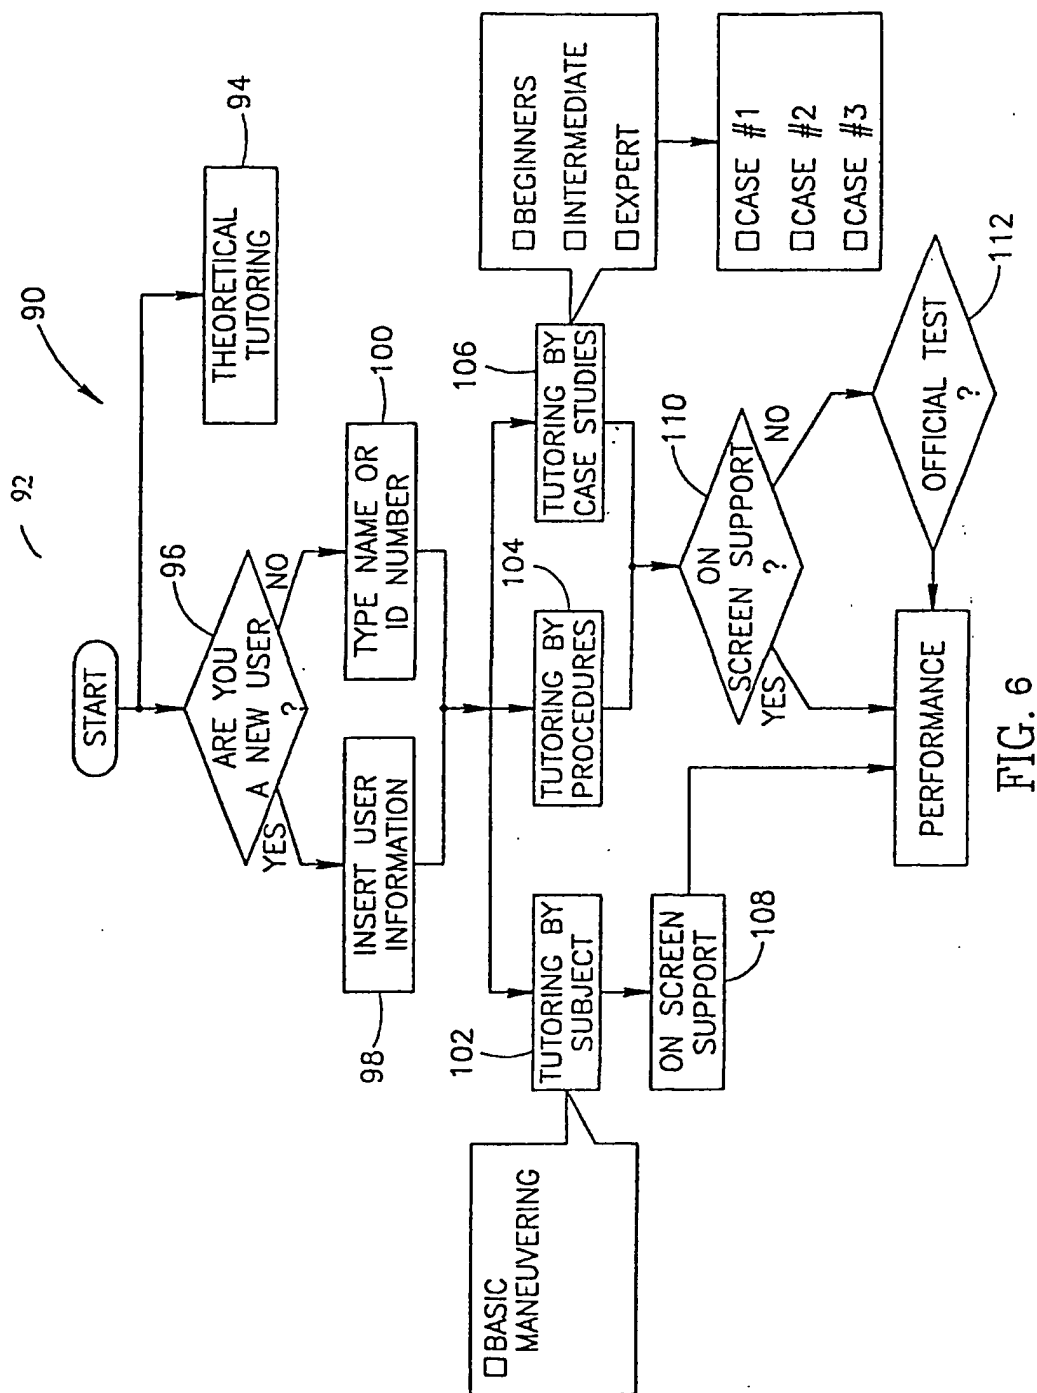 92
90
START
94
THEORETICAL
TUTORING
96
ARE YOU
A NEW USER
?
YES
NO
98
INSERT USER
INFORMATION
100
TYPE NAME OR
ID NUMBER
102
TUTORING BY
SUBJECT
104
TUTORING BY
PROCEDURES
106
TUTORING BY
CASE STUDIES
BASIC
MANEUVERING
BEGINNERS
INTERMEDIATE
EXPERT
CASE #1
CASE #2
CASE #3
ON SCREEN
SUPPORT
108
110
ON
SCREEN SUPPORT
?
YES
NO
112
OFFICIAL TEST
?
PERFORMANCE
FIG. 6